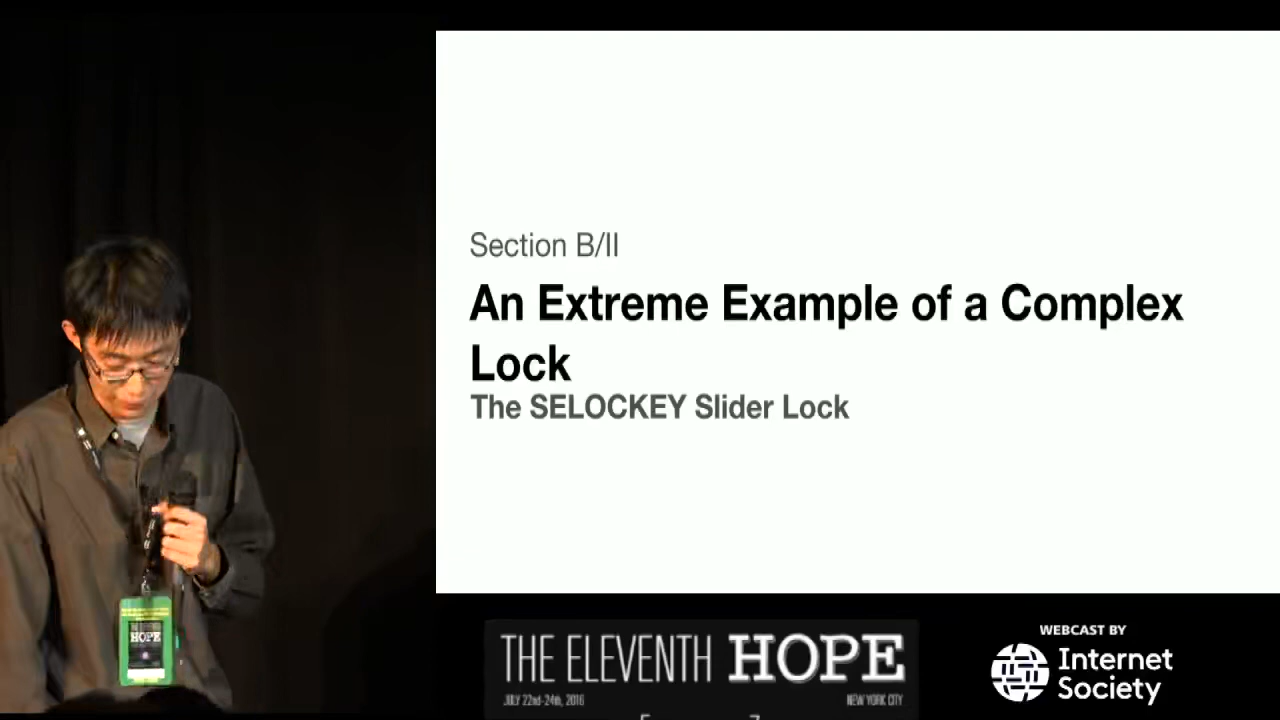 Section B/II
An Extreme Example of a Complex
Lock
The SELOCKEY Slider Lock
HOPE
THE ELEVENTH HOPE
JULY 22nd-24th, 2016
NEW YORK CITY
WEBCAST BY
Internet
Society